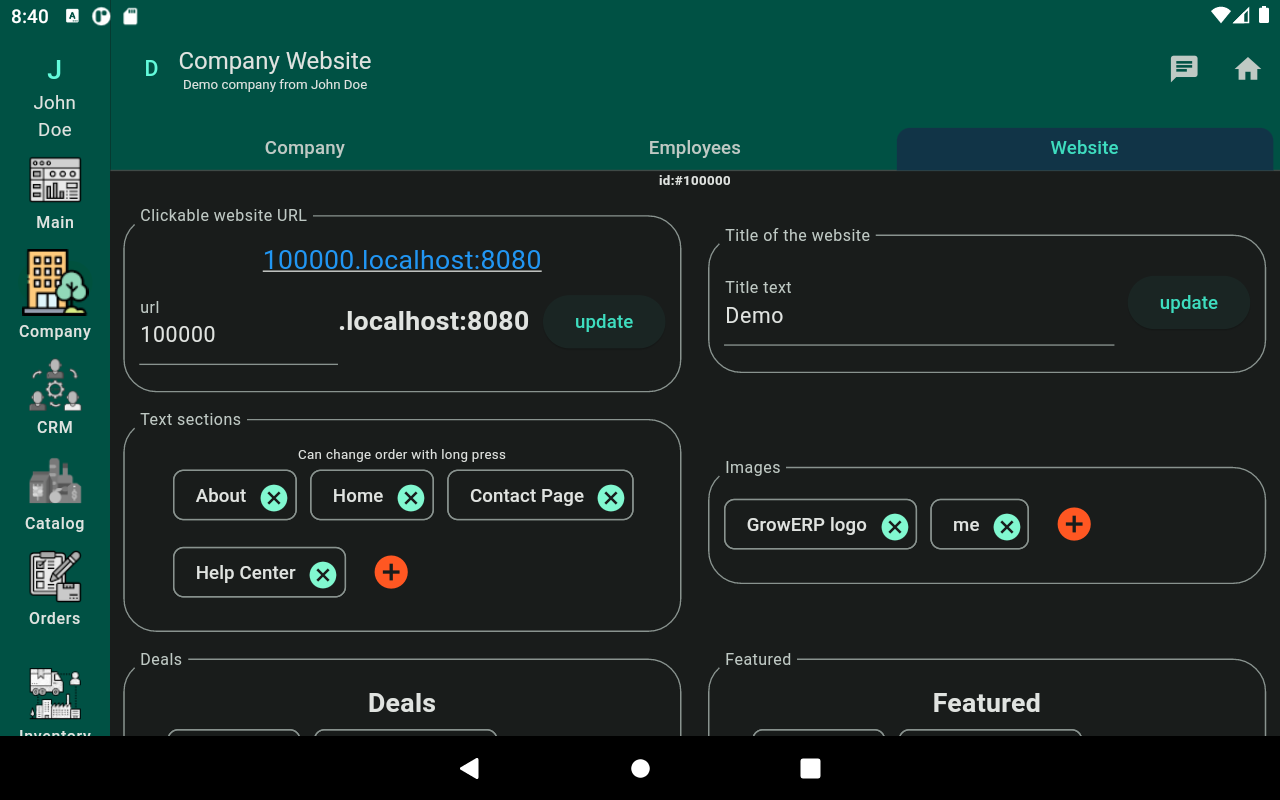 8:40
J
John
Doe
Main
Company
CRM
Catalog
Orders
Inventory
D
Company Website
Demo company from John Doe
Company
Employees
Website
id:#100000
Clickable website URL
100000.localhost:8080
url
100000
.localhost:8080
update
Title of the website
Title text
Demo
update
Text sections
Can change order with long press
About
Home
Contact Page
Help Center
Images
GrowERP logo
me
Deals
Deals
Featured
Featured